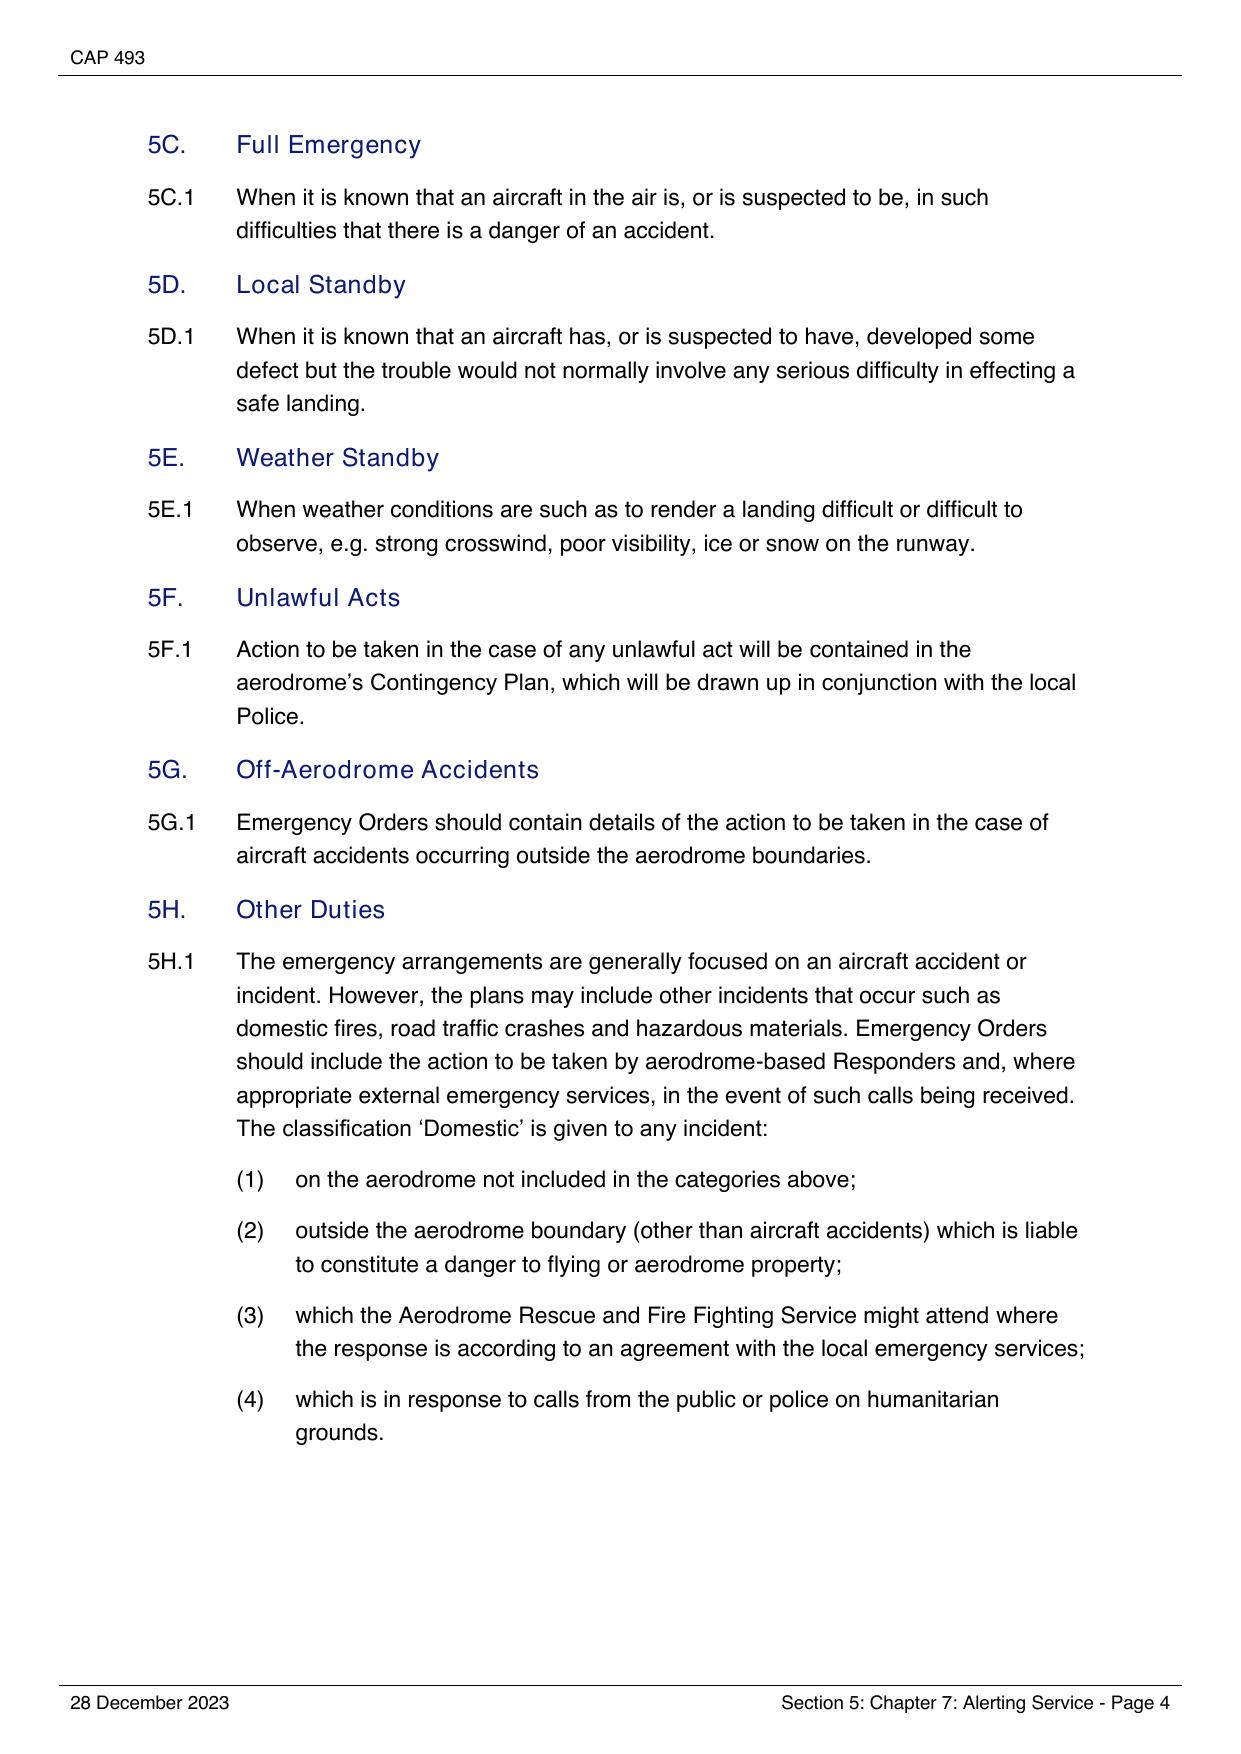 CAP 493
5C. Full Emergency
5C.1 When it is known that an aircraft in the air is, or is suspected to be, in such
difficulties that there is a danger of an accident.
5D. Local Standby
5D.1 When it is known that an aircraft has, or is suspected to have, developed some
defect but the trouble would not normally involve any serious difficulty in effecting a
safe landing.
5E. Weather Standby
5E.1 When weather conditions are such as to render a landing difficult or difficult to
observe, e.g. strong crosswind, poor visibility, ice or snow on the runway.
5F. Unlawful Acts
5F.1 Action to be taken in the case of any unlawful act will be contained in the
aerodrome’s Contingency Plan, which will be drawn up in conjunction with the local
Police.
5G. Off-Aerodrome Accidents
5G.1 Emergency Orders should contain details of the action to be taken in the case of
aircraft accidents occurring outside the aerodrome boundaries.
5H. Other Duties
5H.1 The emergency arrangements are generally focused on an aircraft accident or
incident. However, the plans may include other incidents that occur such as
domestic fires, road traffic crashes and hazardous materials. Emergency Orders
should include the action to be taken by aerodrome-based Responders and, where
appropriate external emergency services, in the event of such calls being received.
The classification ‘Domestic’ is given to any incident:
(1) on the aerodrome not included in the categories above;
(2) outside the aerodrome boundary (other than aircraft accidents) which is liable
to constitute a danger to flying or aerodrome property;
(3) which the Aerodrome Rescue and Fire Fighting Service might attend where
the response is according to an agreement with the local emergency services;
(4) which is in response to calls from the public or police on humanitarian
grounds.
28 December 2023 Section 5: Chapter 7: Alerting Service - Page 4